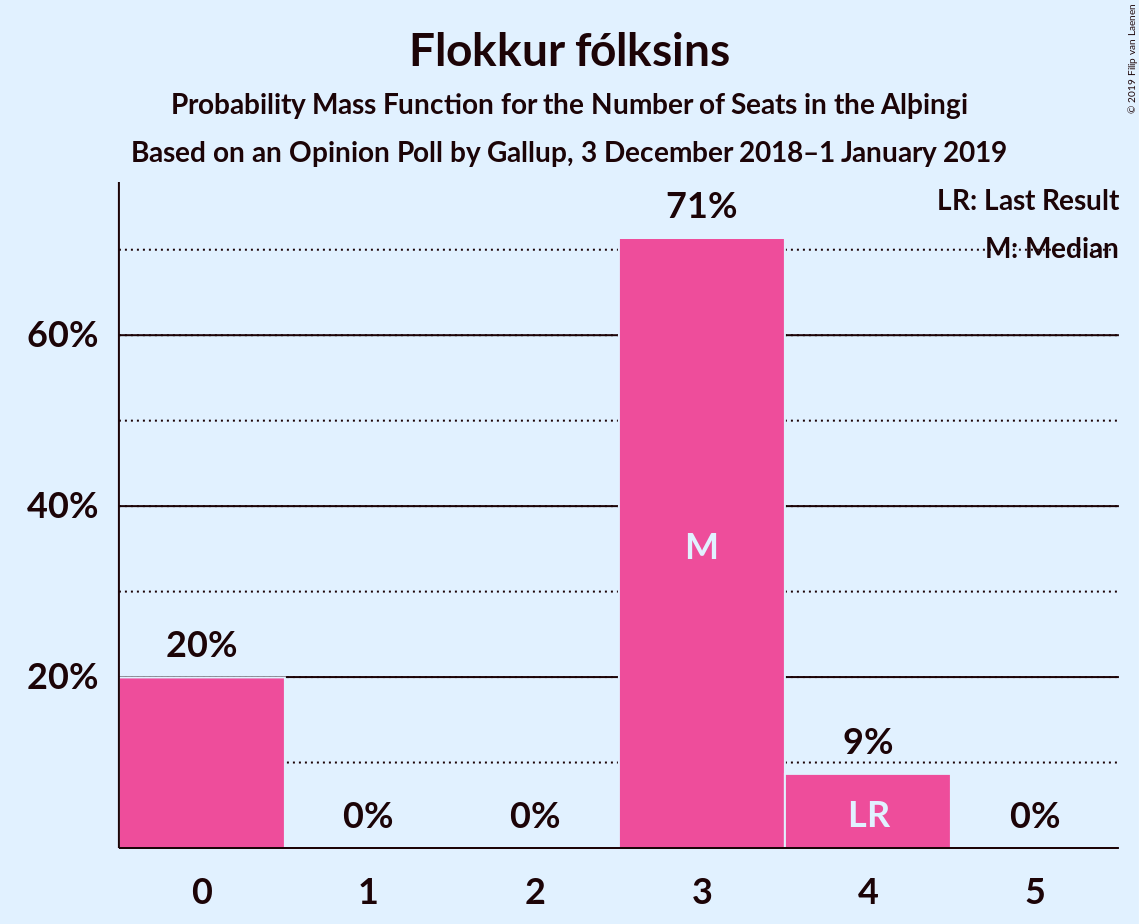 Flokkur fólksins
Probability Mass Function for the Number of Seats in the Alþingi
Based on an Opinion Poll by Gallup, 3 December 2018–1 January 2019
© 2019 Filip van Laenen
LR: Last Result
M: Median
71%
60%
40%
M
20%
20%
9%
LR
0%
0%
0%
0
1
2
3
4
5